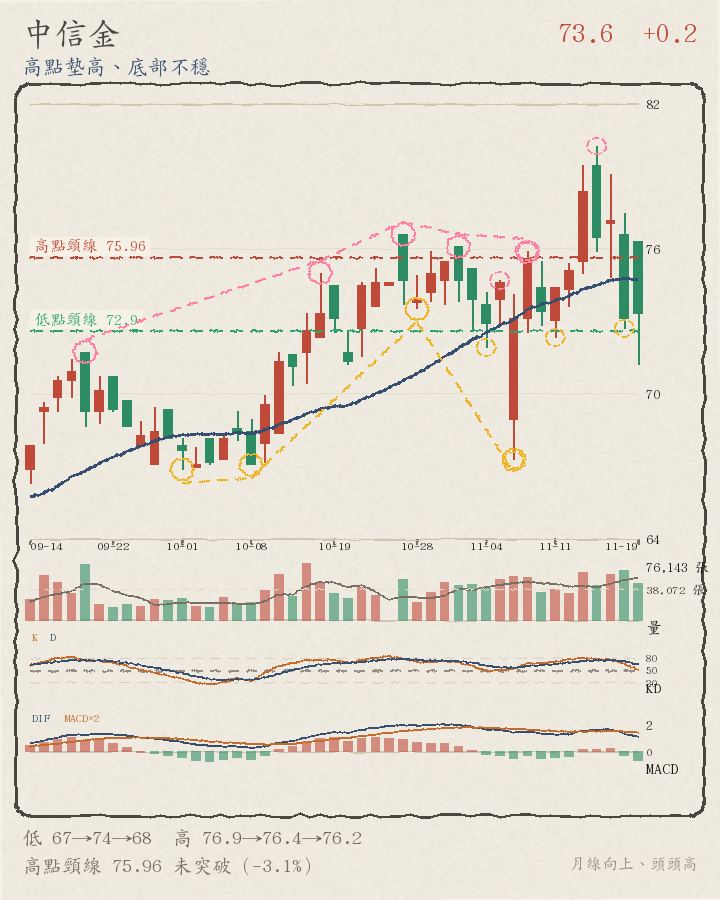 中信金 73.6 +0.2
高點墊高、底部不穩
82
高點頸線 75.96
76
低點頸線 72.9
70
64
09-14 09-22 10-01 10-08 10-19 10-28 11-04 11-11 11-19
76,143 張
38,072 張
量
K D
80
50
20
KD
DIF MACD×2
2
0
MACD
低 67→74→68 高 76.9→76.4→76.2
高點頸線 75.96 未突破 (-3.1%)
月線向上、頭頭高